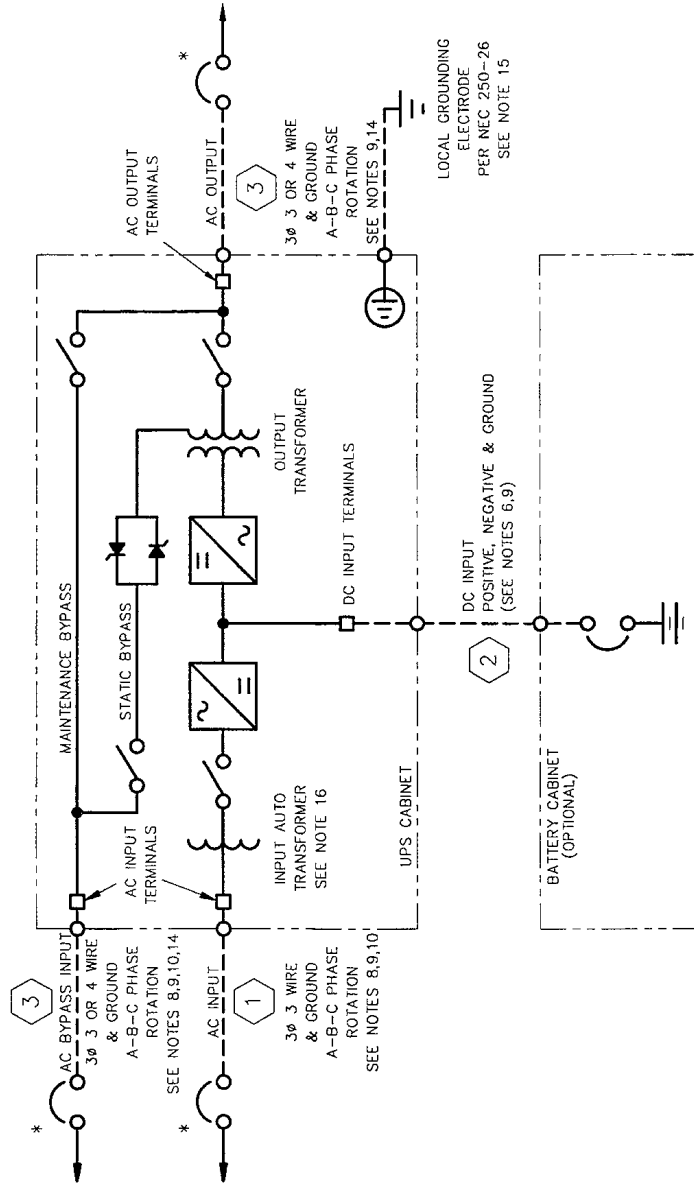 *
3
AC BYPASS INPUT
3ø 3 OR 4 WIRE
& GROUND
A-B-C PHASE
ROTATION
SEE NOTES 8,9,10,14
*
AC INPUT
1
3ø 3 WIRE
& GROUND
A-B-C PHASE
ROTATION
SEE NOTES 8,9,10
MAINTENANCE BYPASS
STATIC BYPASS
AC INPUT
TERMINALS
INPUT AUTO
TRANSFORMER
SEE NOTE 16
OUTPUT
TRANSFORMER
DC INPUT TERMINALS
UPS CABINET
AC OUTPUT
TERMINALS
*
AC OUTPUT
3
3ø 3 OR 4 WIRE
& GROUND
A-B-C PHASE
ROTATION
SEE NOTES 9,14
LOCAL GROUNDING
ELECTRODE
PER NEC 250-26
SEE NOTE 15
2
DC INPUT
POSITIVE, NEGATIVE & GROUND
(SEE NOTES 6,9)
BATTERY CABINET
(OPTIONAL)